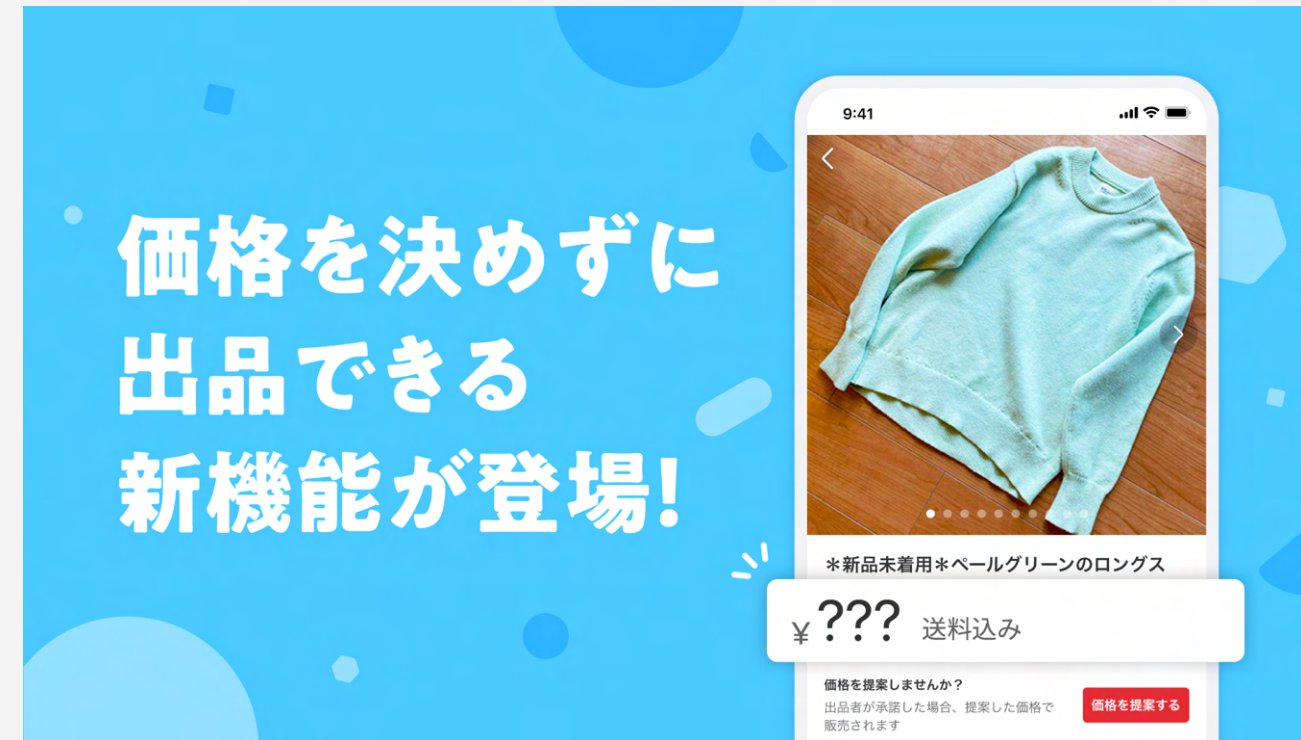 価格を決めずに
出品できる
新機能が登場!
9:41
＊新品未着用＊ペールグリーンのロングス
¥??? 送料込み
価格を提案しませんか？
出品者が承諾した場合、提案した価格で
販売されます
価格を提案する